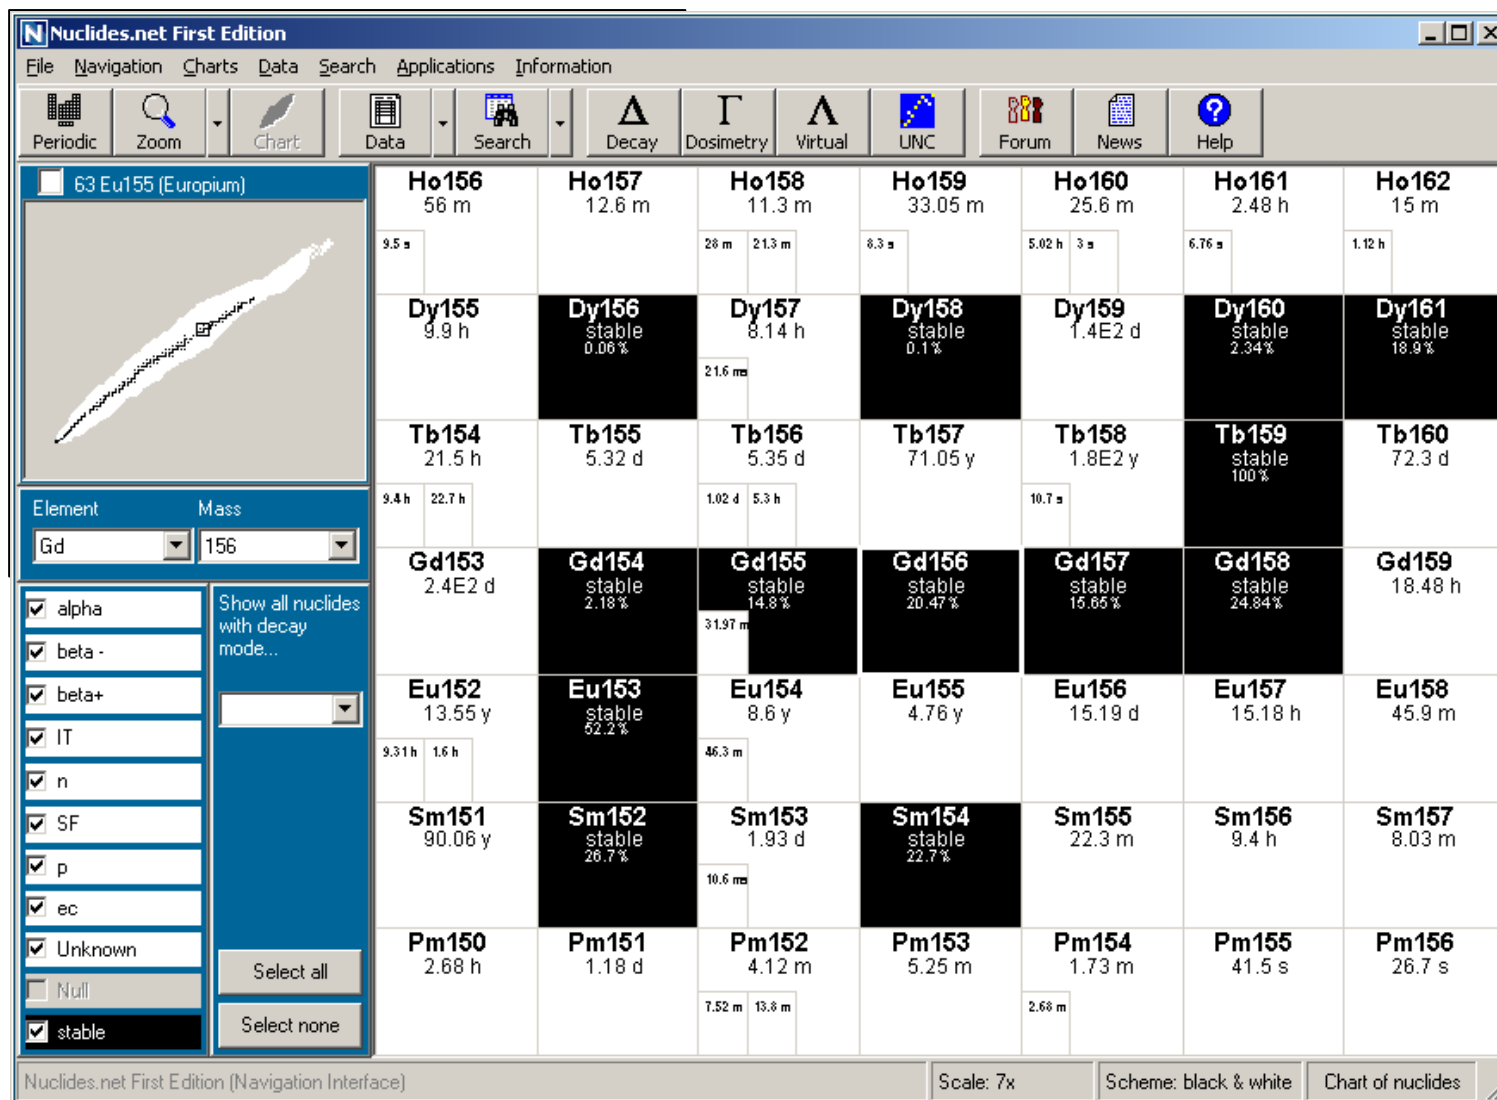 Nuclides.net First Edition
File Navigation Charts Data Search Applications Information
Periodic Zoom Chart Data Search Decay Dosimetry Virtual UNC Forum News Help
63 Eu155 (Europium)
Element Mass
Gd 156
alpha
beta -
beta+
IT
n
SF
p
ec
Unknown
Null
stable
Show all nuclides
with decay
mode...
Select all
Select none
Ho156 Ho157 Ho158 Ho159 Ho160 Ho161 Ho162
56 m 12.6 m 11.3 m 33.05 m 25.6 m 2.48 h 15 m
9.5 s 28 m 21.3 m 8.3 s 5.02 h 3 s 6.76 s 1.12 h
Dy155 Dy156 Dy157 Dy158 Dy159 Dy160 Dy161
9.9 h stable 8.14 h stable 1.4E2 d stable stable
0.06% 0.1% 2.34% 18.9%
21.6 ms
Tb154 Tb155 Tb156 Tb157 Tb158 Tb159 Tb160
21.5 h 5.32 d 5.35 d 71.05 y 1.8E2 y stable 72.3 d
100%
9.4 h 22.7 h 1.02 d 5.3 h 10.7 s
Gd153 Gd154 Gd155 Gd156 Gd157 Gd158 Gd159
2.4E2 d stable stable stable stable stable 18.48 h
2.18% 14.8% 20.47% 15.65% 24.84%
31.97 m
Eu152 Eu153 Eu154 Eu155 Eu156 Eu157 Eu158
13.55 y stable 8.6 y 4.76 y 15.19 d 15.18 h 45.9 m
52.2%
9.31 h 1.6 h 46.3 m
Sm151 Sm152 Sm153 Sm154 Sm155 Sm156 Sm157
90.06 y stable 1.93 d stable 22.3 m 9.4 h 8.03 m
26.7% 22.7%
10.6 ms
Pm150 Pm151 Pm152 Pm153 Pm154 Pm155 Pm156
2.68 h 1.18 d 4.12 m 5.25 m 1.73 m 41.5 s 26.7 s
7.52 m 13.8 m 2.68 m
Nuclides.net First Edition (Navigation Interface) Scale: 7x Scheme: black & white Chart of nuclides